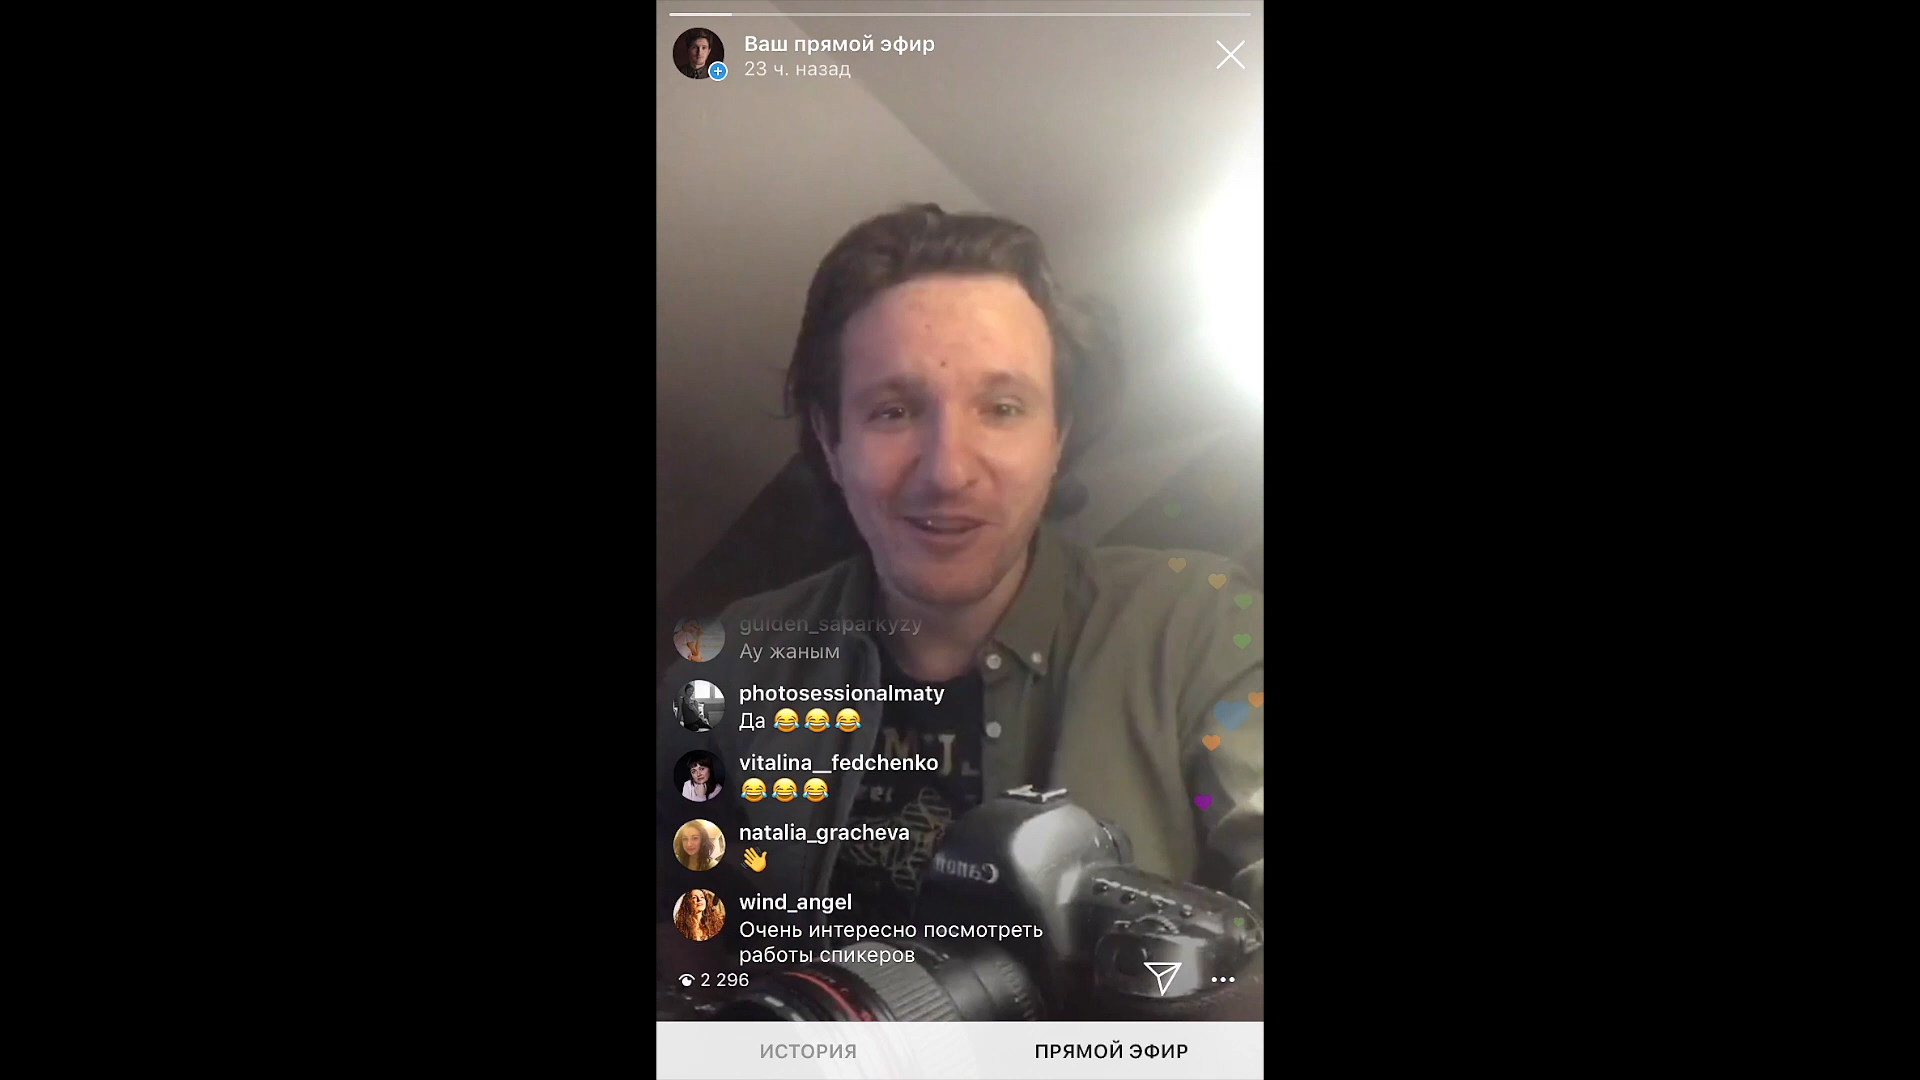 Ваш прямой эфир
23 ч. назад
gulden_saparkyzy
Ау жаным
photosessionalmaty
Да 😂😂😂
vitalina__fedchenko
😂😂😂
natalia_gracheva
👋
wind_angel
Очень интересно посмотреть
работы спикеров
Canon
2 296
ИСТОРИЯ
ПРЯМОЙ ЭФИР